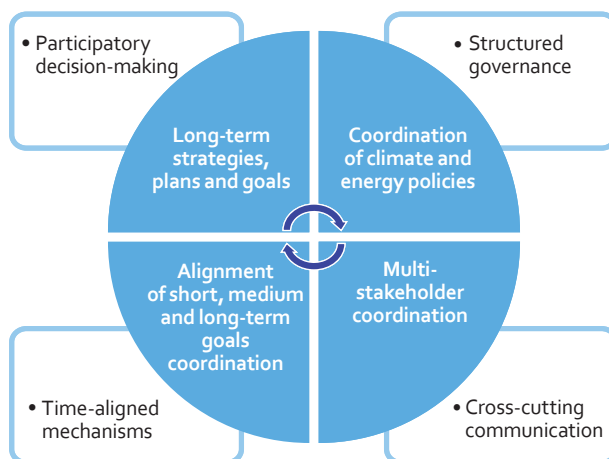 • Participatory
decision-making
• Structured
governance
Long-term
strategies,
plans and goals
Coordination
of climate and
energy policies
Alignment
of short, medium
and long-term
goals
coordination
Multi-
stakeholder
coordination
• Time-aligned
mechanisms
• Cross-cutting
communication